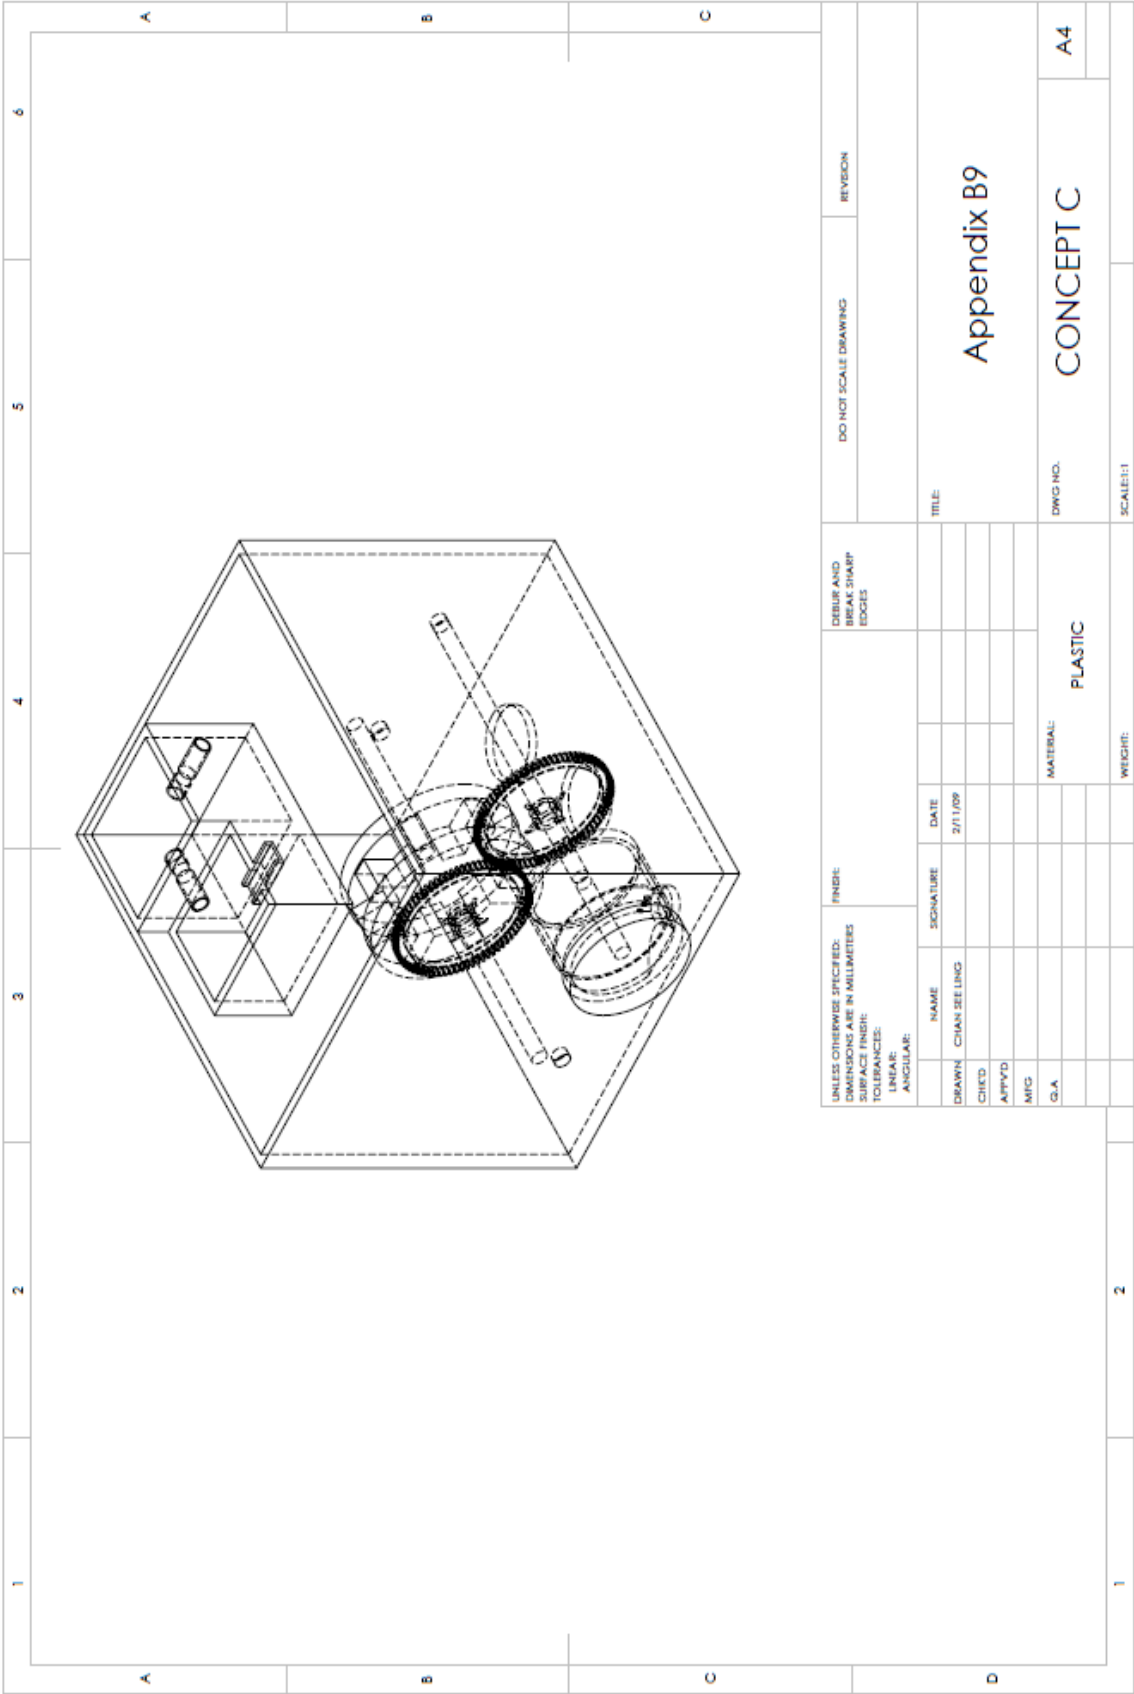 6
5
4
3
2
1
A
B
C
A
B
C
D
2
1
UNLESS OTHERWISE SPECIFIED:
DIMENSIONS ARE IN MILLIMETERS
SURFACE FINISH:
TOLERANCES:
LINEAR:
ANGULAR:
FINISH:
DEBUR AND
BREAK SHARP
EDGES
DO NOT SCALE DRAWING
REVISION
NAME
SIGNATURE
DATE
DRAWN
CHAN SEE LING
2/11/09
CHK'D
APPV'D
MFG
Q.A
MATERIAL:
PLASTIC
WEIGHT:
TITLE:
Appendix B9
DWG NO.
CONCEPT C
A4
SCALE:1:1